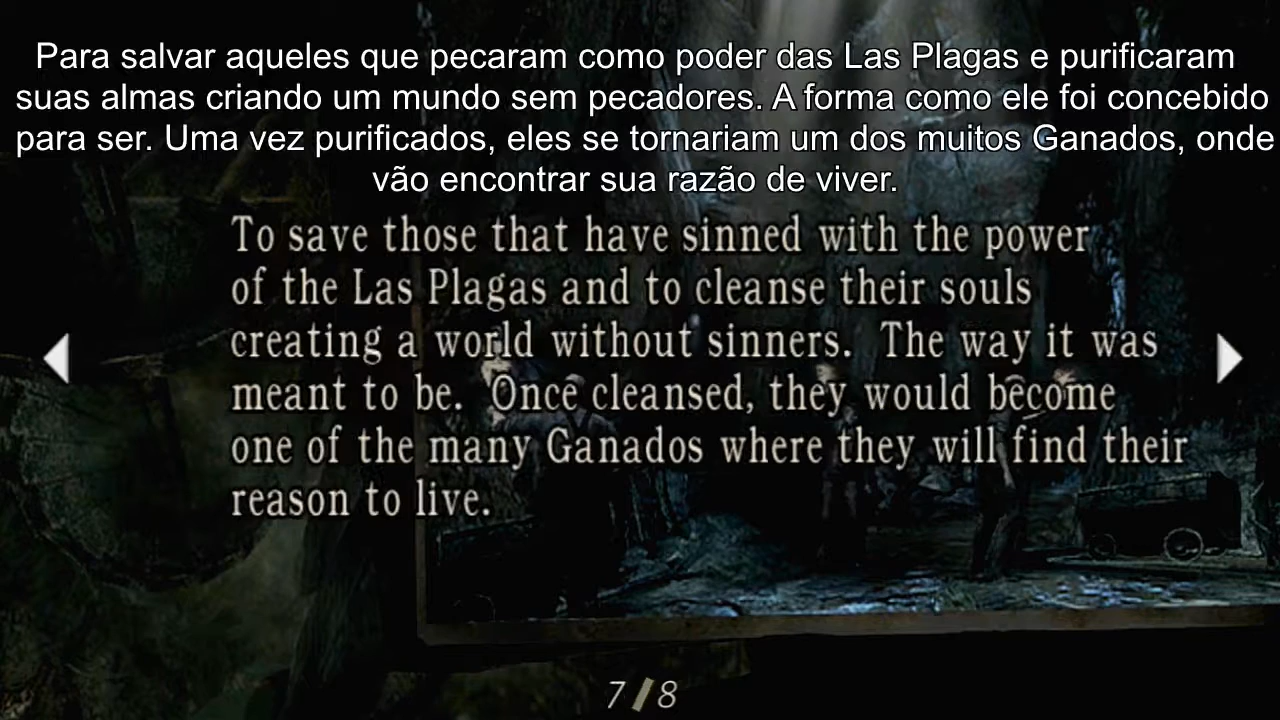 Para salvar aqueles que pecaram como poder das Las Plagas e purificaram
suas almas criando um mundo sem pecadores. A forma como ele foi concebido
para ser. Uma vez purificados, eles se tornariam um dos muitos Ganados, onde
vão encontrar sua razão de viver.
To save those that have sinned with the power
of the Las Plagas and to cleanse their souls
creating a world without sinners. The way it was
meant to be. Once cleansed, they would become
one of the many Ganados where they will find their
reason to live.
7/8